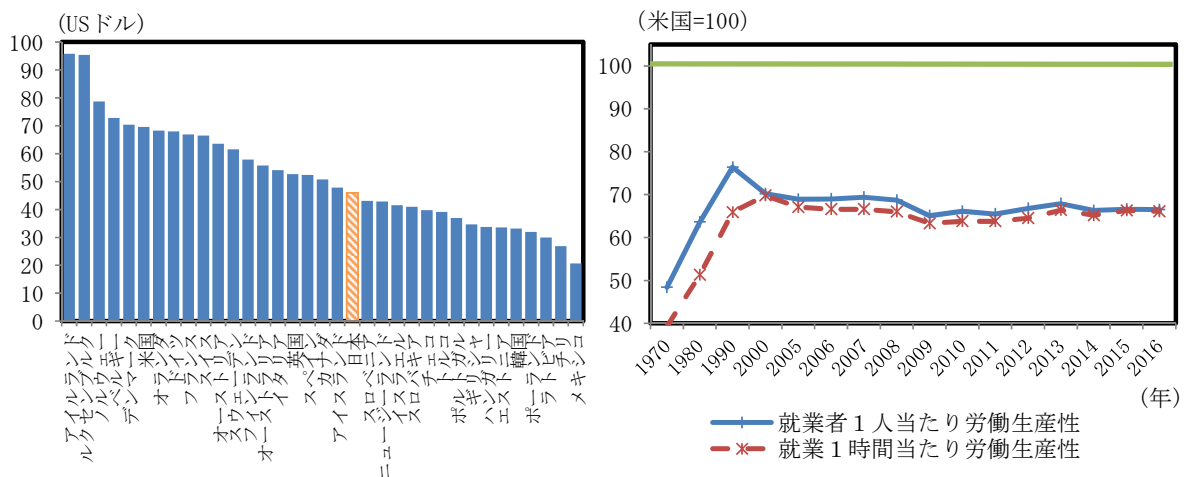 (USドル)
100
90
80
70
60
50
40
30
20
10
0
アイルランド
ルクセンブルク
ノルウェー
ベルギー
デンマーク
米国
オランダ
ドイツ
フランス
スイス
オーストリア
スウェーデン
フィンランド
オーストラリア
イタリア
英国
スペイン
カナダ
アイスランド
日本
スロベニア
ニュージーランド
イスラエル
スロバキア
チェコ
トルコ
ポルトガル
ギリシャ
ハンガリー
エストニア
韓国
ポーランド
ラトビア
チリ
メキシコ
(米国=100)
100
90
80
70
60
50
40
1970
1980
1990
2000
2005
2006
2007
2008
2009
2010
2011
2012
2013
2014
2015
2016
(年)
就業者１人当たり労働生産性
就業１時間当たり労働生産性